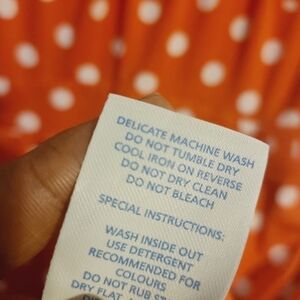 DELICATE MACHINE WASH
DO NOT TUMBLE DRY
COOL IRON ON REVERSE
DO NOT DRY CLEAN
DO NOT BLEACH
SPECIAL INSTRUCTIONS:
WASH INSIDE OUT
USE DETERGENT
RECOMMENDED FOR
COLOURS
DO NOT RUB
DRY FLAT,